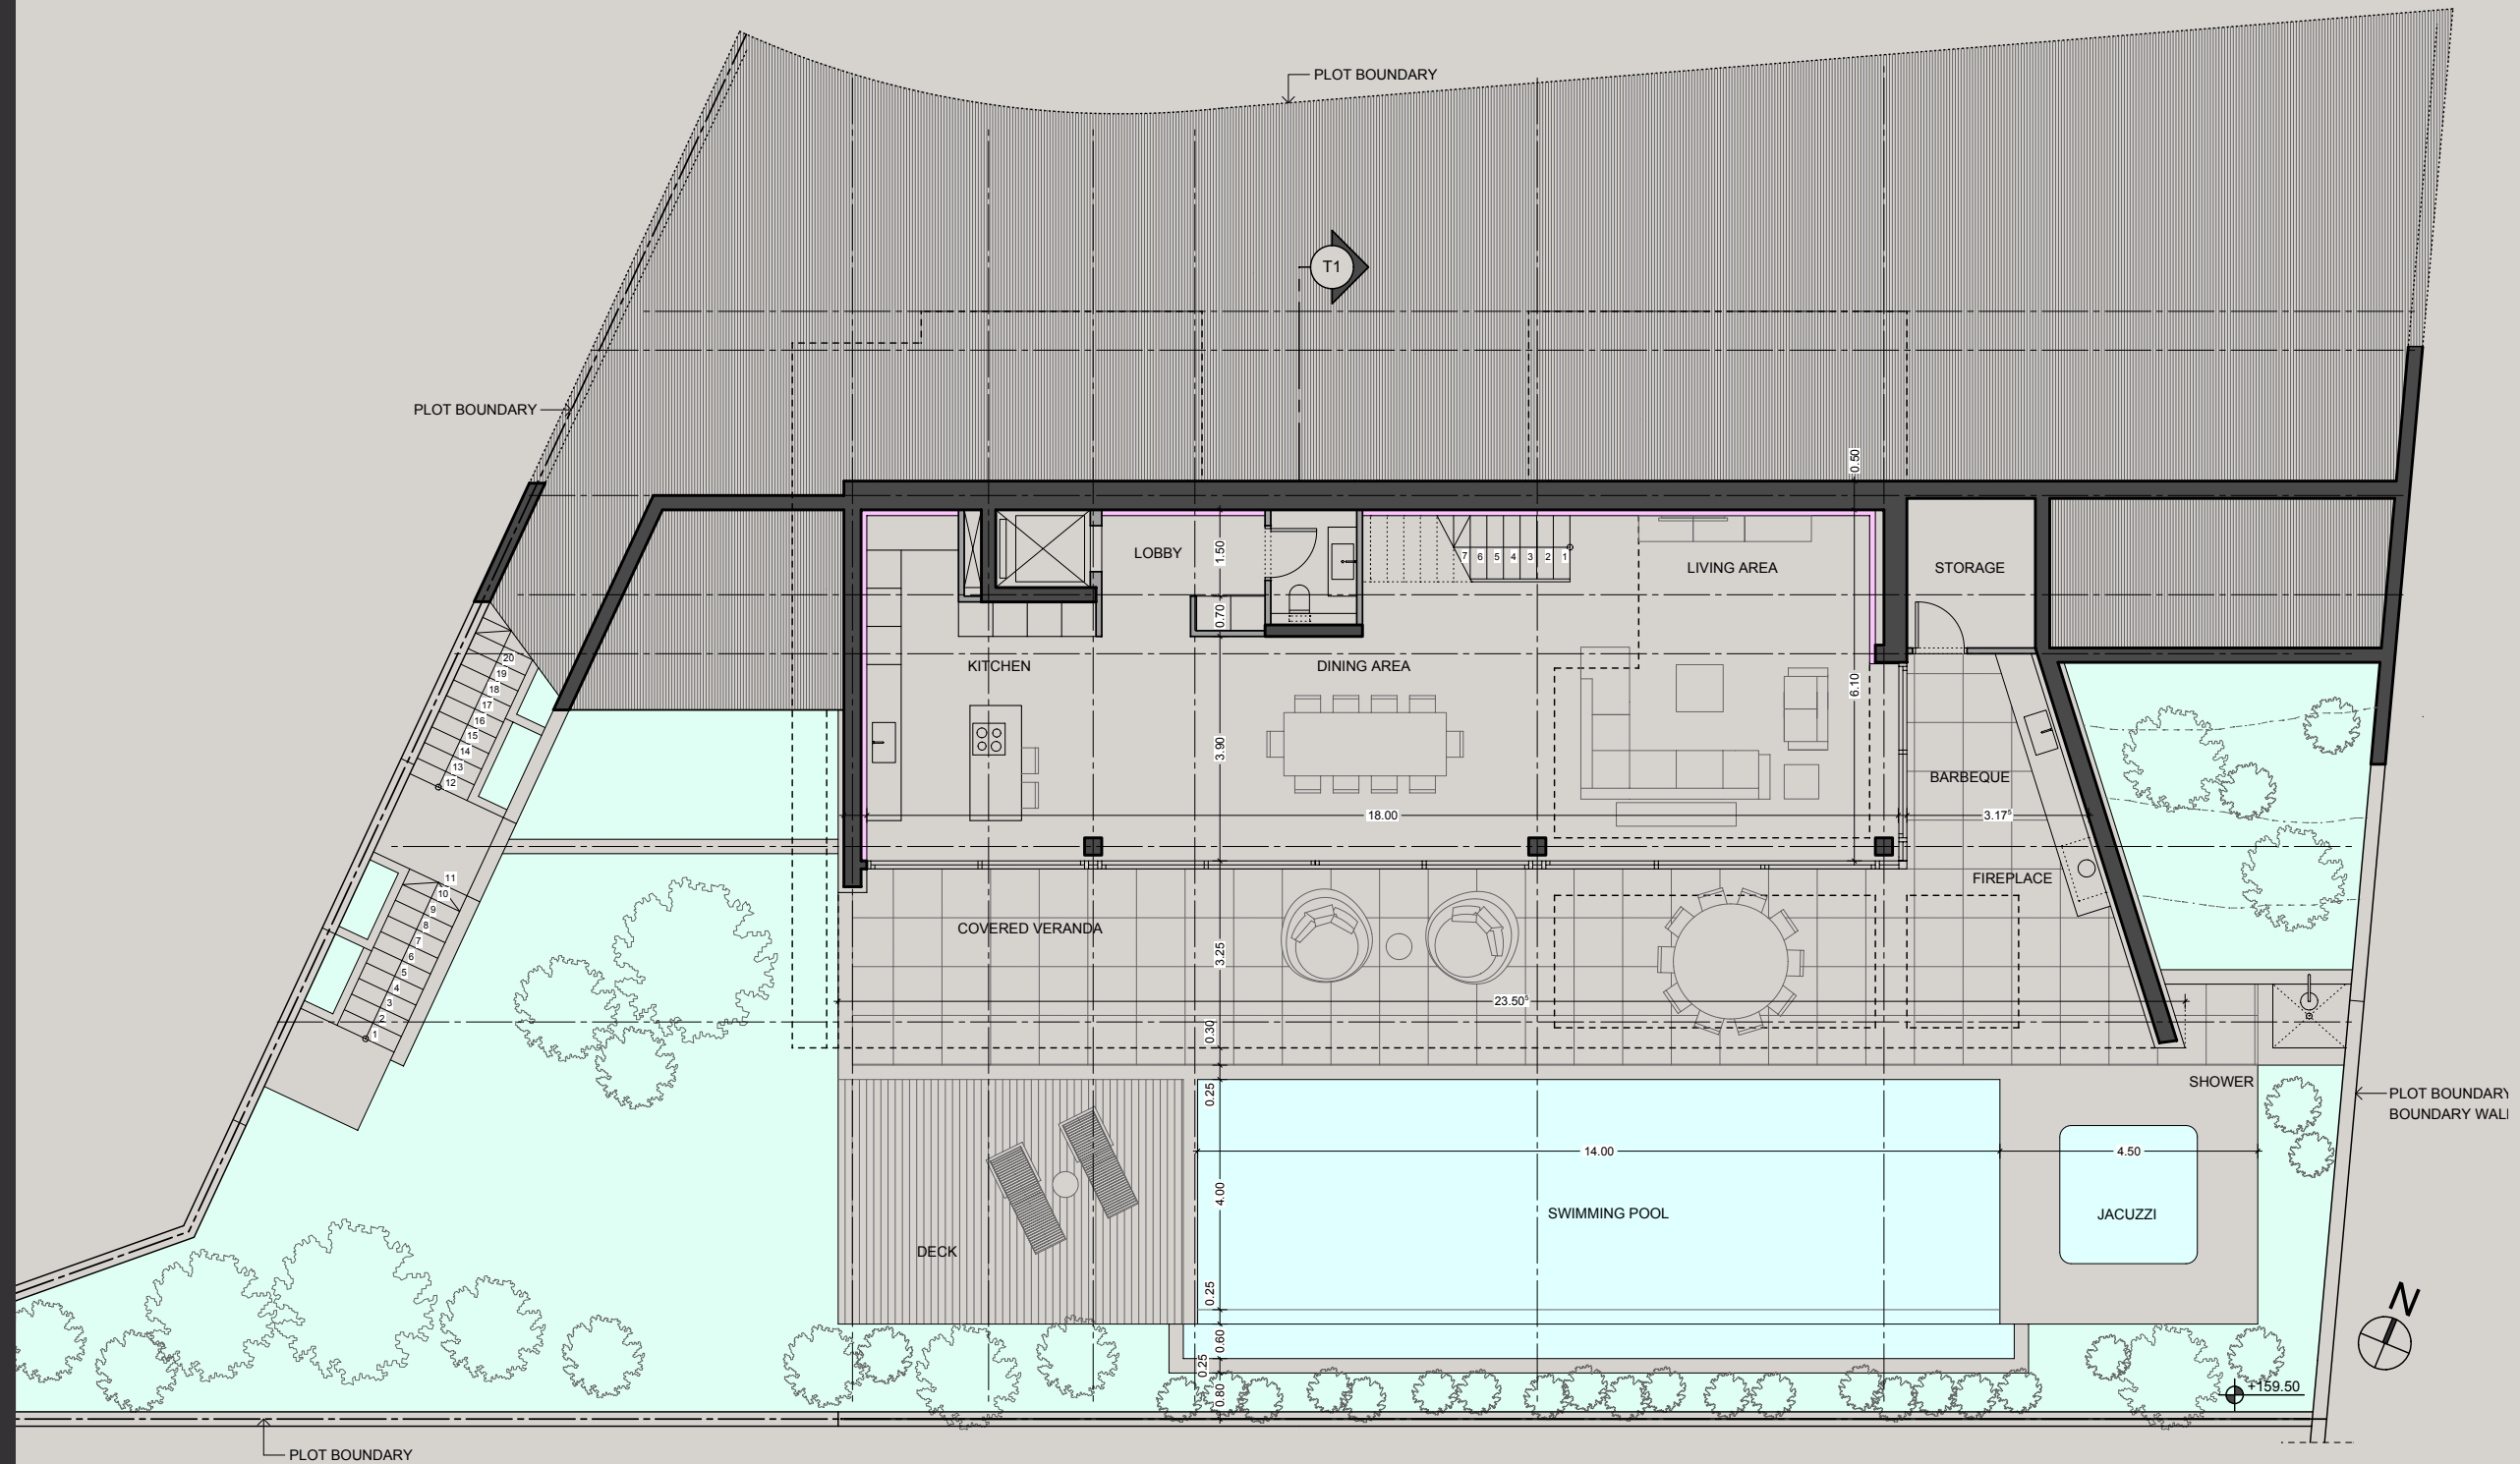 PLOT BOUNDARY
T1
PLOT BOUNDARY
0.50
LOBBY
1.50
7 6 5 4 3 2 1
LIVING AREA
STORAGE
0.70
KITCHEN
DINING AREA
6.10
20
19
18
17
16
15
14
13
12
3.90
BARBEQUE
18.00
3.17⁵
11
10
9
8
7
6
5
4
3
2
1
FIREPLACE
COVERED VERANDA
3.25
23.50⁵
0.30
SHOWER
0.25
PLOT BOUNDARY
BOUNDARY WALL
14.00
4.50
4.00
SWIMMING POOL
JACUZZI
DECK
0.25
N
0.60
0.25
0.80
+159.50
PLOT BOUNDARY